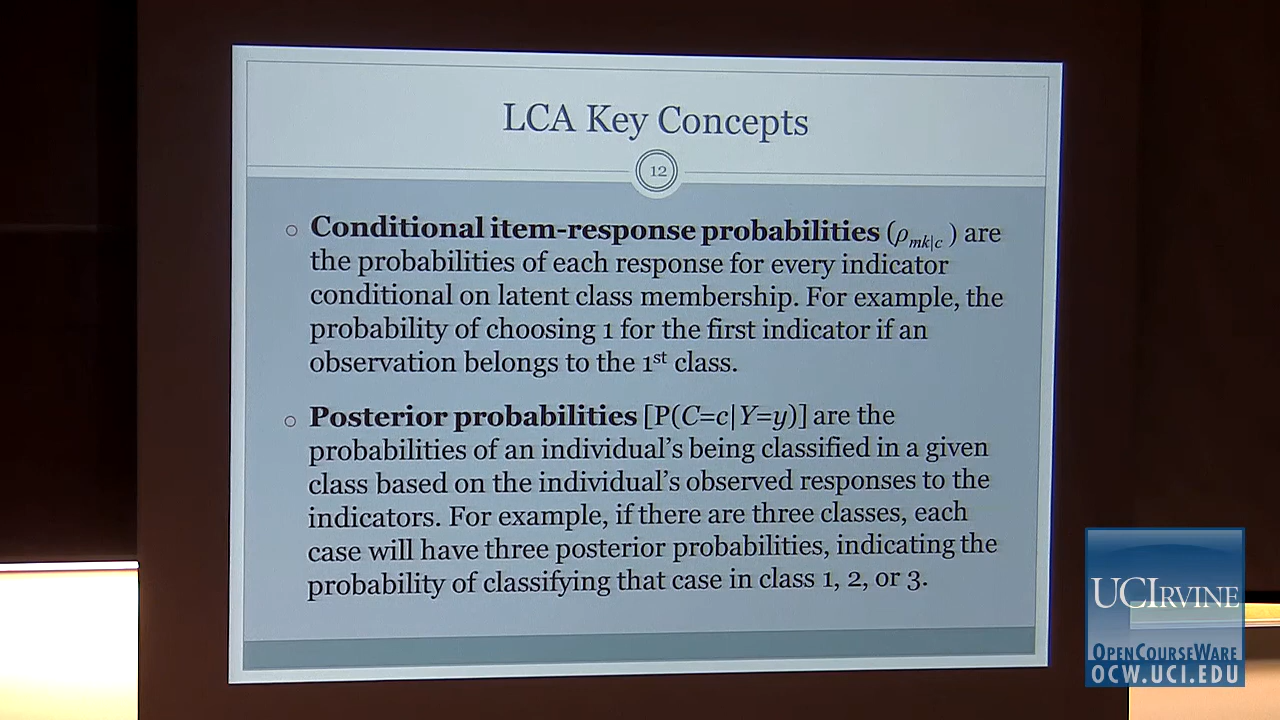 LCA Key Concepts
12
○ Conditional item-response probabilities (ρmk|c ) are
the probabilities of each response for every indicator
conditional on latent class membership. For example, the
probability of choosing 1 for the first indicator if an
observation belongs to the 1st class.
○ Posterior probabilities [P(C=c|Y=y)] are the
probabilities of an individual’s being classified in a given
class based on the individual’s observed responses to the
indicators. For example, if there are three classes, each
case will have three posterior probabilities, indicating the
probability of classifying that case in class 1, 2, or 3.
UCIRVINE
OPENCOURSEWARE
OCW.UCI.EDU